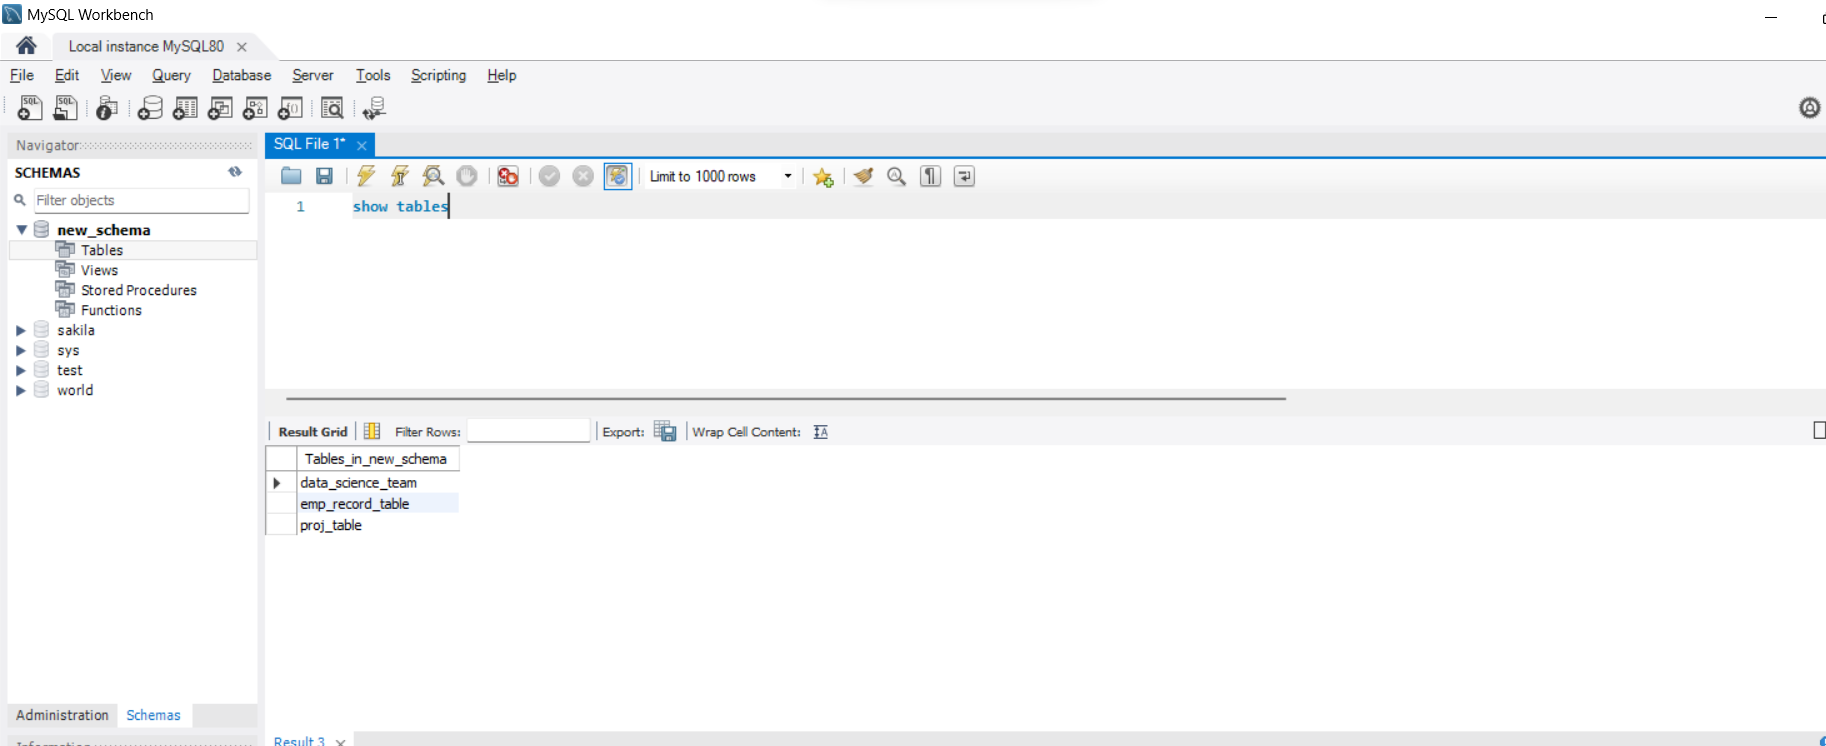 MySQL Workbench
Local instance MySQL80
File Edit View Query Database Server Tools Scripting Help
Navigator
SCHEMAS
Filter objects
new_schema
Tables
Views
Stored Procedures
Functions
sakila
sys
test
world
Administration Schemas
Information
SQL File 1*
Limit to 1000 rows
1 show tables
Result Grid Filter Rows: Export: Wrap Cell Content:
Tables_in_new_schema
data_science_team
emp_record_table
proj_table
Result 3